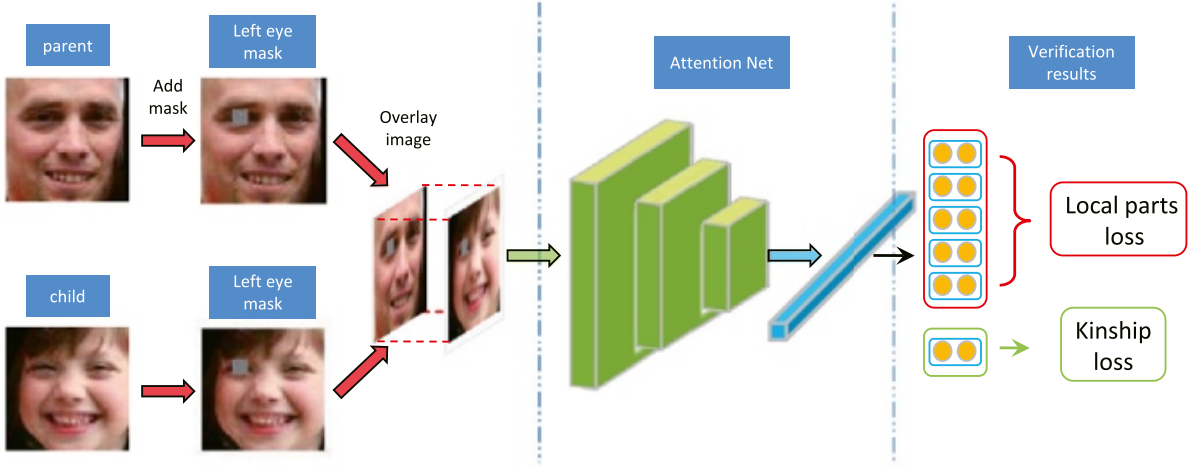 parent
Left eye
mask
Add
mask
Overlay
image
child
Left eye
mask
Attention Net
Verification
results
Local parts
loss
Kinship
loss